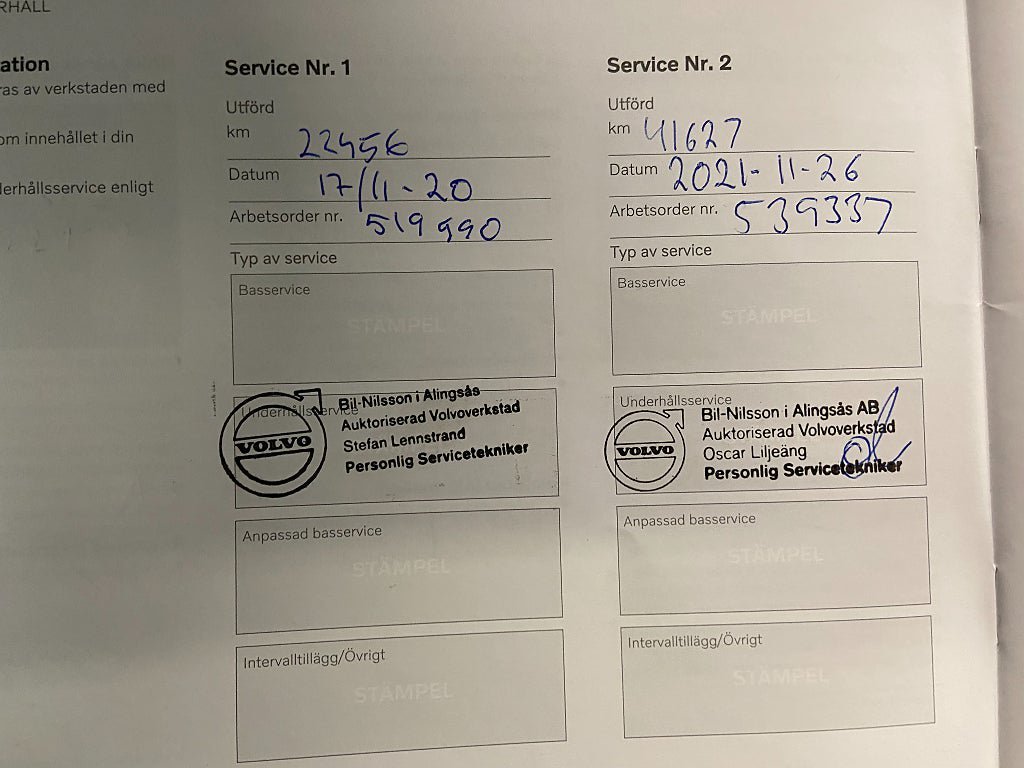 RHÅLL
ation
ras av verkstaden med
om innehållet i din
derhållsservice enligt
Service Nr. 1
Utförd
km 22456
Datum 17/11-20
Arbetsorder nr. 519990
Typ av service
Basservice
STÄMPEL
Underhållsservice
VOLVO
Bil-Nilsson i Alingsås
Auktoriserad Volvoverkstad
Stefan Lennstrand
Personlig Servicetekniker
Anpassad basservice
STÄMPEL
Intervalltillägg/Övrigt
STÄMPEL
Service Nr. 2
Utförd
km 41627
Datum 2021-11-26
Arbetsorder nr. 539337
Typ av service
Basservice
STÄMPEL
Underhållsservice
VOLVO
Bil-Nilsson i Alingsås AB
Auktoriserad Volvoverkstad
Oscar Liljeäng
Personlig Servicetekniker
Anpassad basservice
STÄMPEL
Intervalltillägg/Övrigt
STÄMPEL